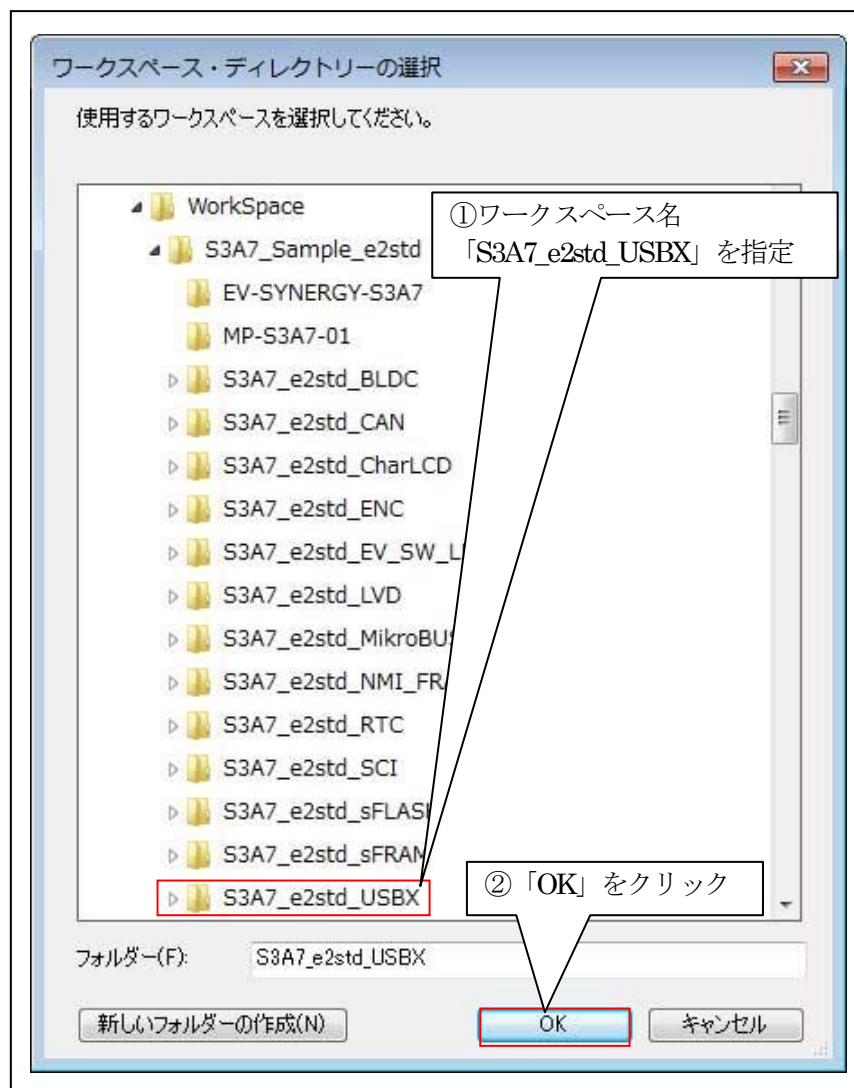 ワークスペース・ディレクトリーの選択
使用するワークスペースを選択してください。
WorkSpace
①ワークスペース名
「S3A7_e2std_USBX」を指定
S3A7_Sample_e2std
EV-SYNERGY-S3A7
MP-S3A7-01
S3A7_e2std_BLDC
S3A7_e2std_CAN
S3A7_e2std_CharLCD
S3A7_e2std_ENC
S3A7_e2std_EV_SW_L
S3A7_e2std_LVD
S3A7_e2std_MikroBUS
S3A7_e2std_NMI_FRA
S3A7_e2std_RTC
S3A7_e2std_SCI
S3A7_e2std_sFLASH
S3A7_e2std_sFRAM
S3A7_e2std_USBX
②「OK」をクリック
フォルダー(F): S3A7_e2std_USBX
新しいフォルダーの作成(N) OK キャンセル